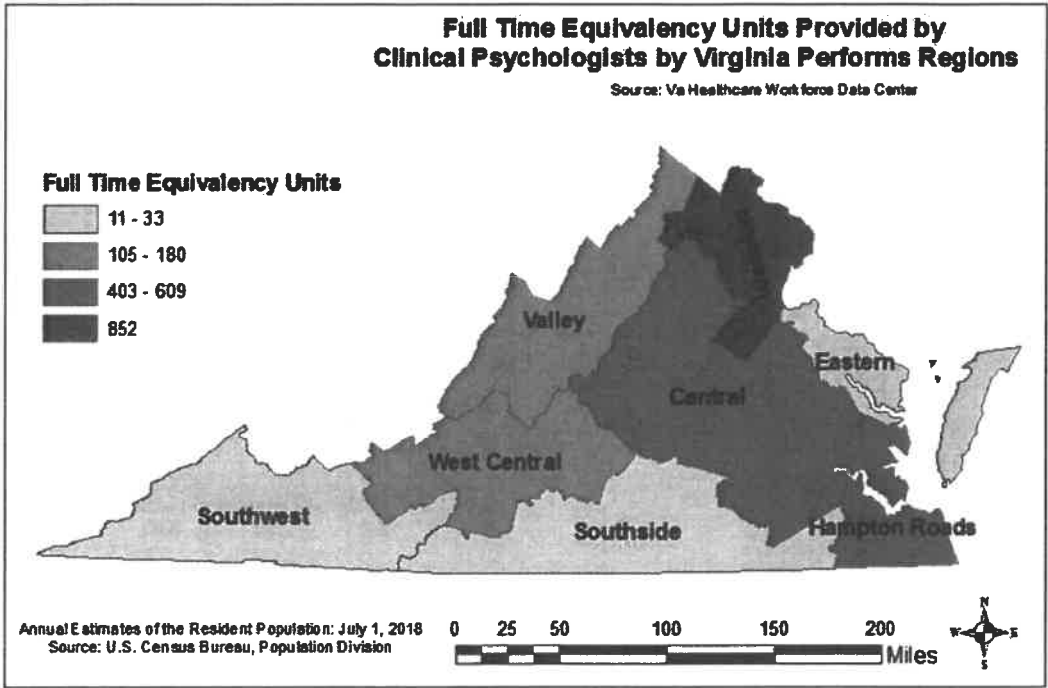 Full Time Equivalency Units Provided by
Clinical Psychologists by Virginia Performs Regions
Source: Va Healthcare Work force Data Center
Full Time Equivalency Units
11 - 33
105 - 180
403 - 609
852
Valley
Eastern
Central
West Central
Southwest
Southside
Hampton Roads
Annual Estimates of the Resident Population: July 1, 2018
Source: U.S. Census Bureau, Population Division
0 25 50 100 150 200
Miles
N
W E
S